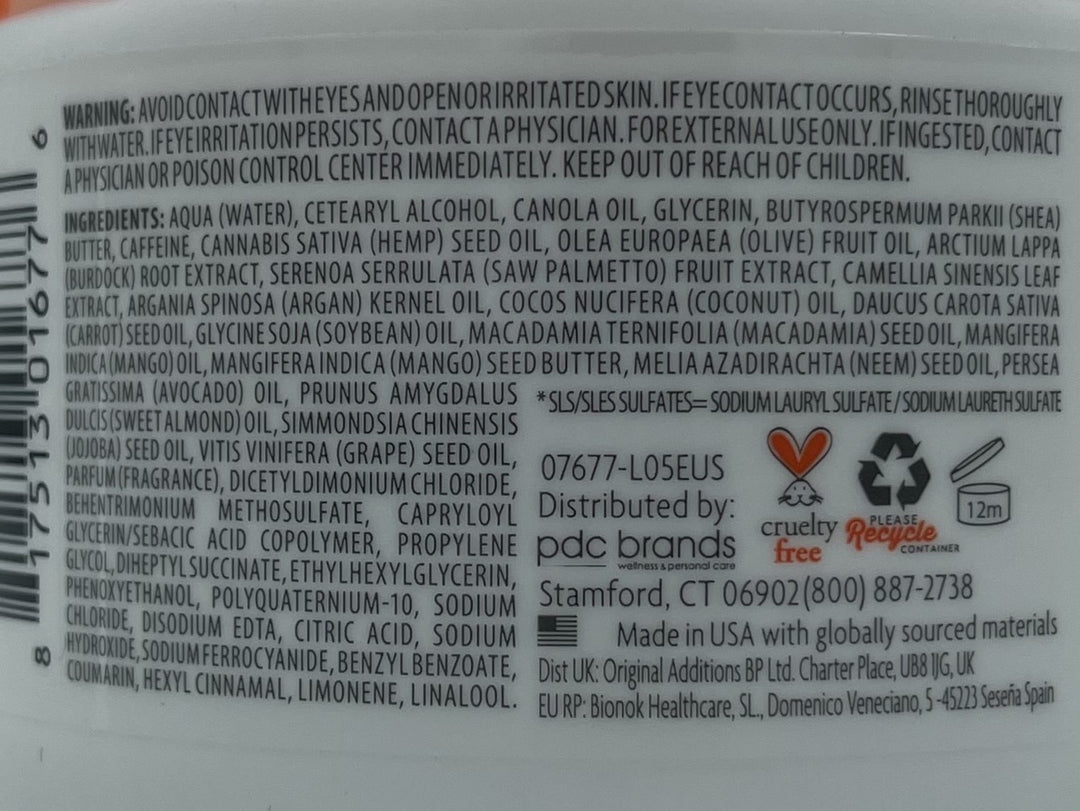 WARNING: AVOID CONTACT WITH EYES AND OPEN OR IRRITATED SKIN. IF EYE CONTACT OCCURS, RINSE THOROUGHLY
WITH WATER. IF EYE IRRITATION PERSISTS, CONTACT A PHYSICIAN. FOR EXTERNAL USE ONLY. IF INGESTED, CONTACT
A PHYSICIAN OR POISON CONTROL CENTER IMMEDIATELY. KEEP OUT OF REACH OF CHILDREN.
INGREDIENTS: AQUA (WATER), CETEARYL ALCOHOL, CANOLA OIL, GLYCERIN, BUTYROSPERMUM PARKII (SHEA)
BUTTER, CAFFEINE, CANNABIS SATIVA (HEMP) SEED OIL, OLEA EUROPAEA (OLIVE) FRUIT OIL, ARCTIUM LAPPA
(BURDOCK) ROOT EXTRACT, SERENOA SERRULATA (SAW PALMETTO) FRUIT EXTRACT, CAMELLIA SINENSIS LEAF
EXTRACT, ARGANIA SPINOSA (ARGAN) KERNEL OIL, COCOS NUCIFERA (COCONUT) OIL, DAUCUS CAROTA SATIVA
(CARROT) SEED OIL, GLYCINE SOJA (SOYBEAN) OIL, MACADAMIA TERNIFOLIA (MACADAMIA) SEED OIL, MANGIFERA
INDICA (MANGO) OIL, MANGIFERA INDICA (MANGO) SEED BUTTER, MELIA AZADIRACHTA (NEEM) SEED OIL, PERSEA
GRATISSIMA (AVOCADO) OIL, PRUNUS AMYGDALUS
DULCIS (SWEET ALMOND) OIL, SIMMONDSIA CHINENSIS
(JOJOBA) SEED OIL, VITIS VINIFERA (GRAPE) SEED OIL,
PARFUM (FRAGRANCE), DICETYLDIMONIUM CHLORIDE,
BEHENTRIMONIUM METHOSULFATE, CAPRYLOYL
GLYCERIN/SEBACIC ACID COPOLYMER, PROPYLENE
GLYCOL, DIHEPTYL SUCCINATE, ETHYLHEXYLGLYCERIN,
PHENOXYETHANOL, POLYQUATERNIUM-10, SODIUM
CHLORIDE, DISODIUM EDTA, CITRIC ACID, SODIUM
HYDROXIDE, SODIUM FERROCYANIDE, BENZYL BENZOATE,
COUMARIN, HEXYL CINNAMAL, LIMONENE, LINALOOL.
*SLS/SLES SULFATES= SODIUM LAURYL SULFATE / SODIUM LAURETH SULFATE
07677-L05EUS
Distributed by:
pdc brands
wellness & personal care
cruelty
free
PLEASE
Recycle
CONTAINER
12m
Stamford, CT 06902 (800) 887-2738
Made in USA with globally sourced materials
Dist UK: Original Additions BP Ltd. Charter Place, UB8 1JG, UK
EU RP: Bionok Healthcare, SL., Domenico Veneciano, 5 -45223 Seseña Spain
8 17513 01677 6